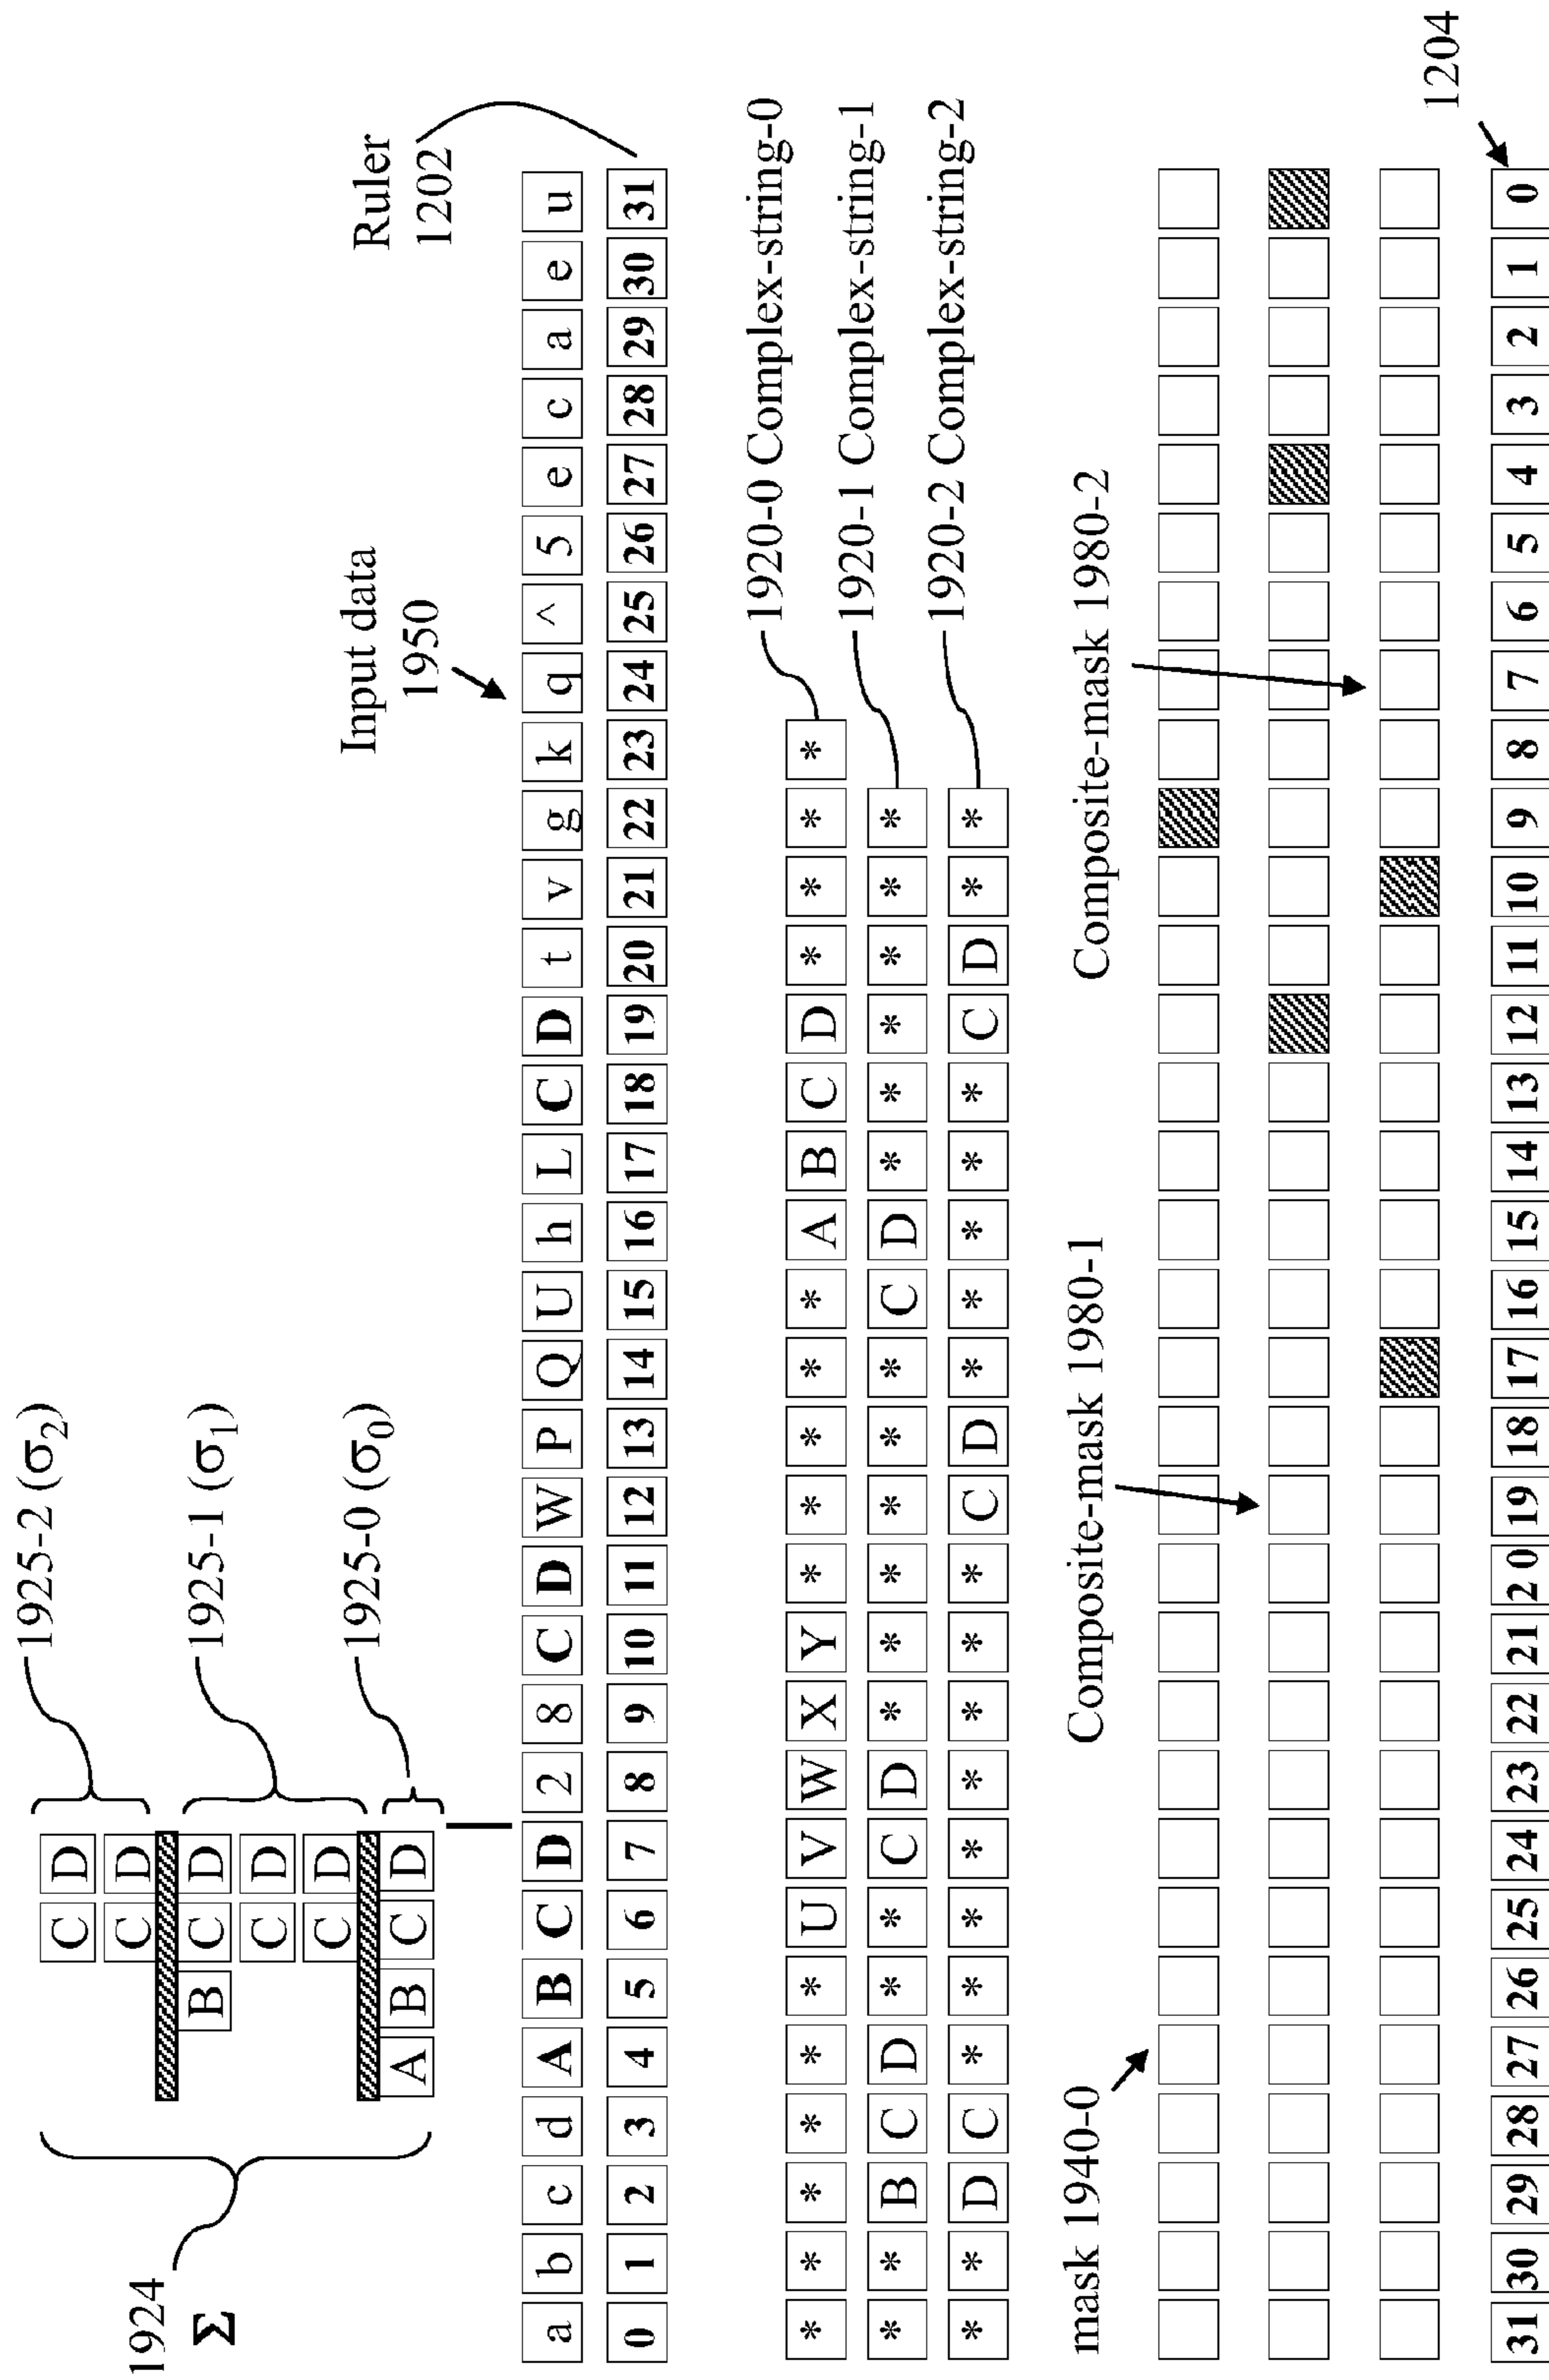 1924
Σ
C D
C D
B C D
C D
C D
A B C D
1925-2 (σ2)
1925-1 (σ1)
1925-0 (σ0)
Input data
1950
Ruler
1202
a b c d A B C D 2 8 C D W P Q U h L C D t v g k q ^ 5 e c a e u
0 1 2 3 4 5 6 7 8 9 10 11 12 13 14 15 16 17 18 19 20 21 22 23 24 25 26 27 28 29 30 31
* * * * * * U V W X Y * * * * * A B C D * * * *
1920-0 Complex-string-0
* * B C D * * C D * * * * * * C D * * * * * *
1920-1 Complex-string-1
* * D C * * * * * * * * C D * * * * * C D * *
1920-2 Complex-string-2
mask 1940-0
Composite-mask 1980-1
Composite-mask 1980-2
31 30 29 28 27 26 25 24 23 22 21 2 0 19 18 17 16 15 14 13 12 11 10 9 8 7 6 5 4 3 2 1 0
1204